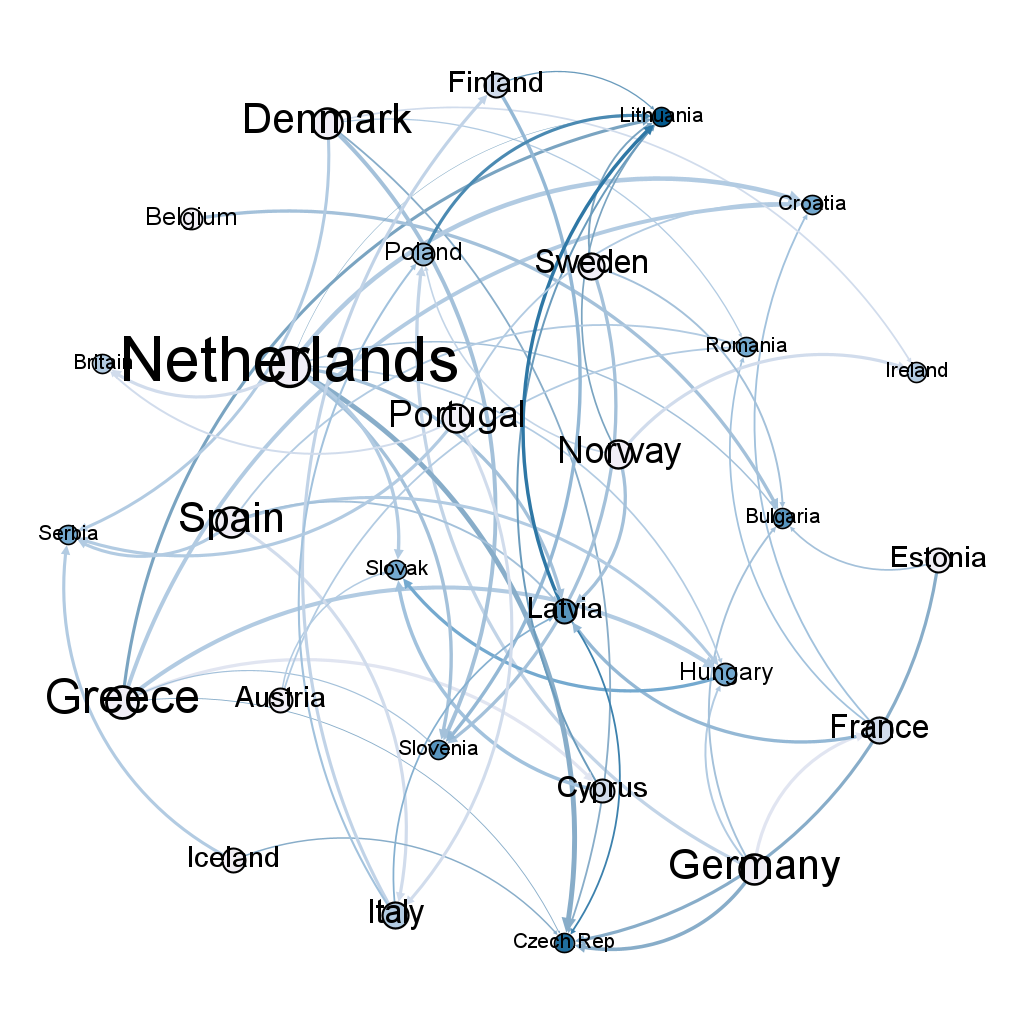 Finland
Denmark
Lithuania
Croatia
Belgium
Poland
Sweden
Romania
Britain
Netherlands
Ireland
Portugal
Norway
Spain
Bulgaria
Serbia
Estonia
Slovak
Latvia
Hungary
Greece
Austria
France
Slovenia
Cyprus
Iceland
Germany
Italy
Czech Rep